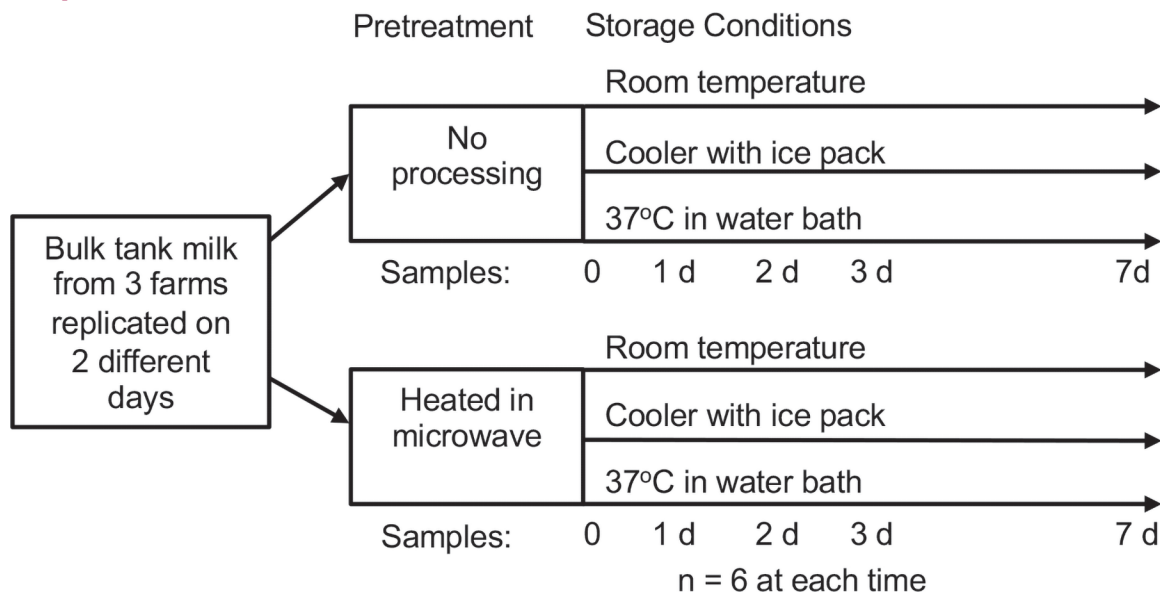 Pretreatment Storage Conditions
Room temperature
No
processing
Cooler with ice pack
37ºC in water bath
Samples: 0 1 d 2 d 3 d 7d
Bulk tank milk
from 3 farms
replicated on
2 different
days
Room temperature
Heated in
microwave
Cooler with ice pack
37ºC in water bath
Samples: 0 1 d 2 d 3 d 7 d
n = 6 at each time